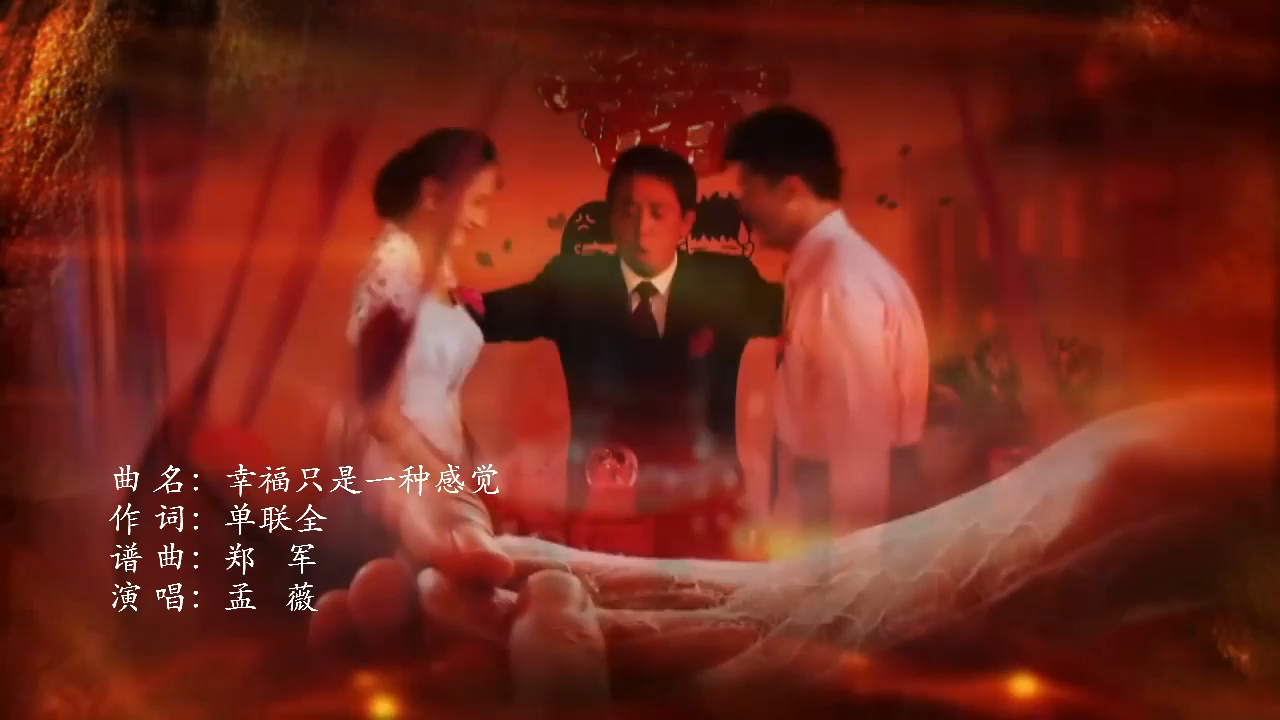 曲 名：幸福只是一种感觉
作 词：单联全
谱 曲：郑 军
演 唱：孟 薇